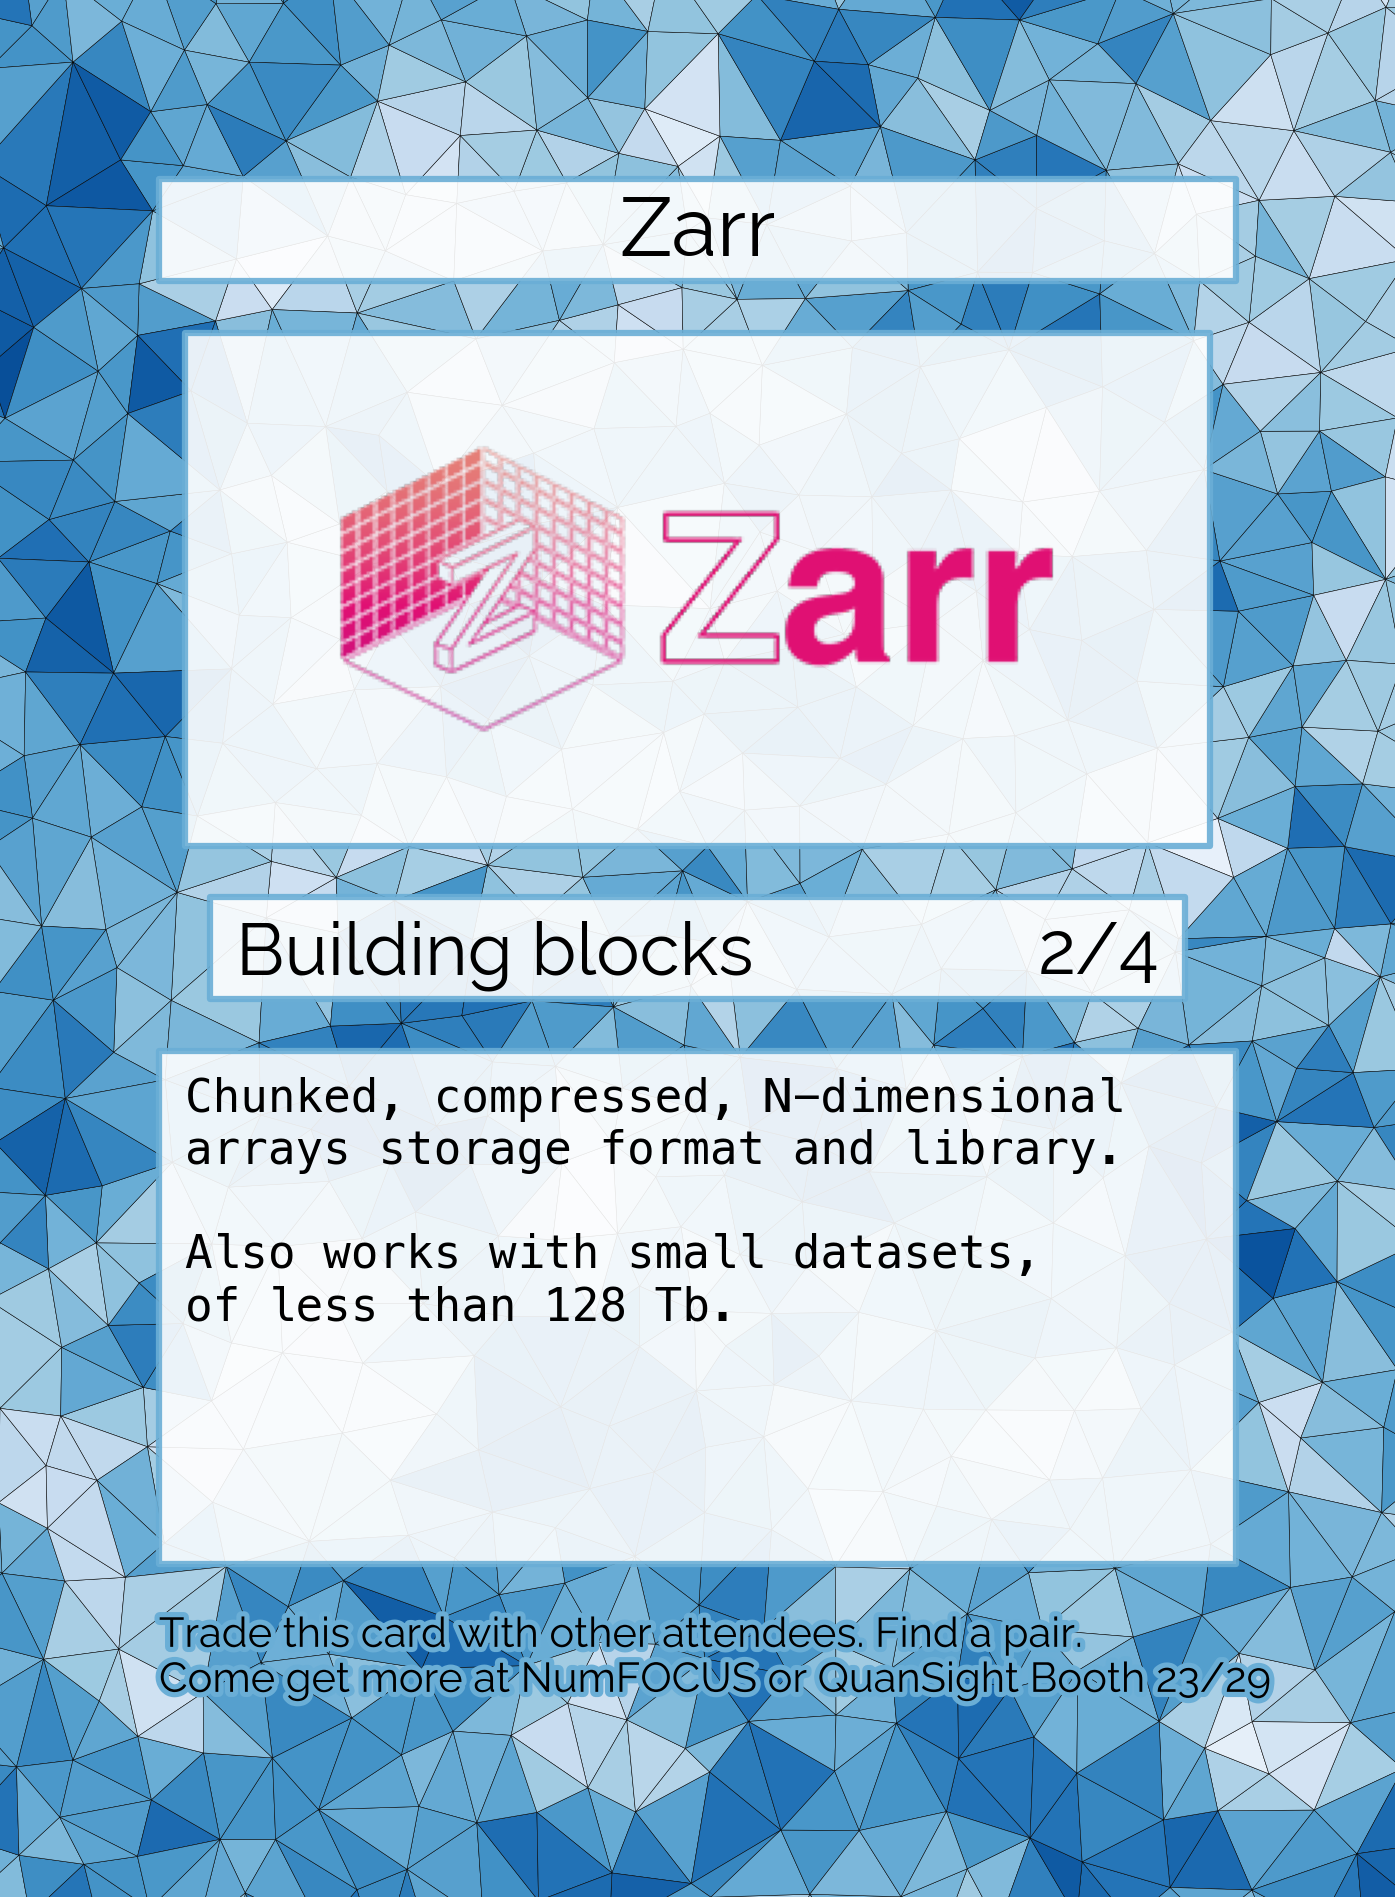 Zarr
Z Zarr
Building blocks 2/4
Chunked, compressed, N-dimensional
arrays storage format and library.
Also works with small datasets,
of less than 128 Tb.
Trade this card with other attendees. Find a pair.
Come get more at NumFOCUS or QuanSight Booth 23/29